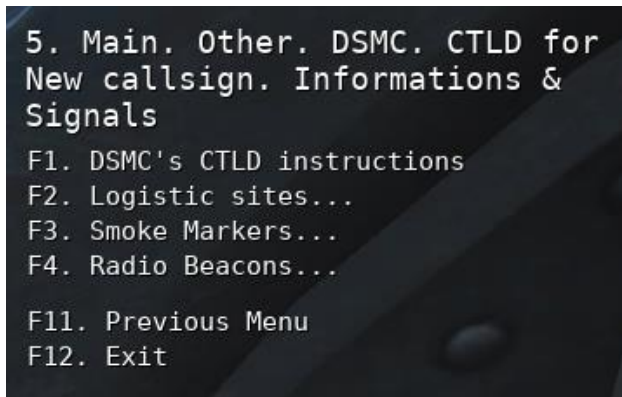 5. Main. Other. DSMC. CTLD for
New callsign. Informations &
Signals
F1. DSMC's CTLD instructions
F2. Logistic sites...
F3. Smoke Markers...
F4. Radio Beacons...
F11. Previous Menu
F12. Exit